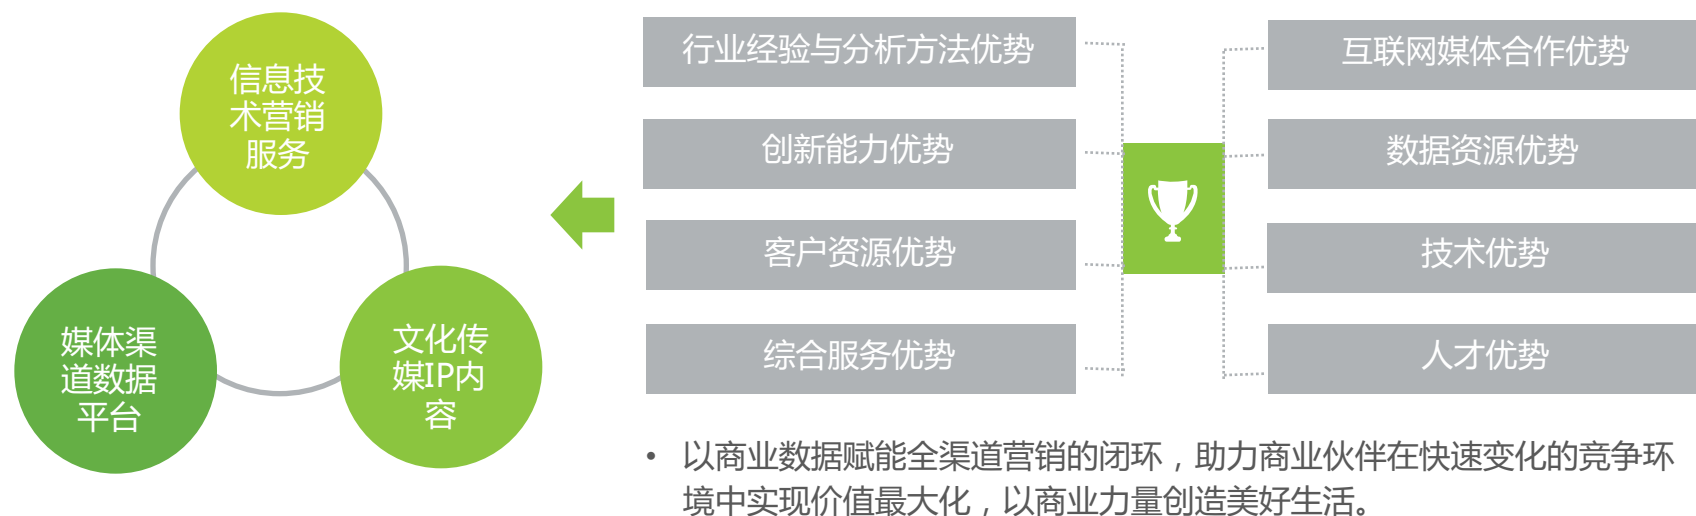 信息技
术营销
服务
媒体渠
道数据
平台
文化传
媒IP内
容
行业经验与分析方法优势
创新能力优势
客户资源优势
综合服务优势
互联网媒体合作优势
数据资源优势
技术优势
人才优势
• 以商业数据赋能全渠道营销的闭环，助力商业伙伴在快速变化的竞争环
境中实现价值最大化，以商业力量创造美好生活。